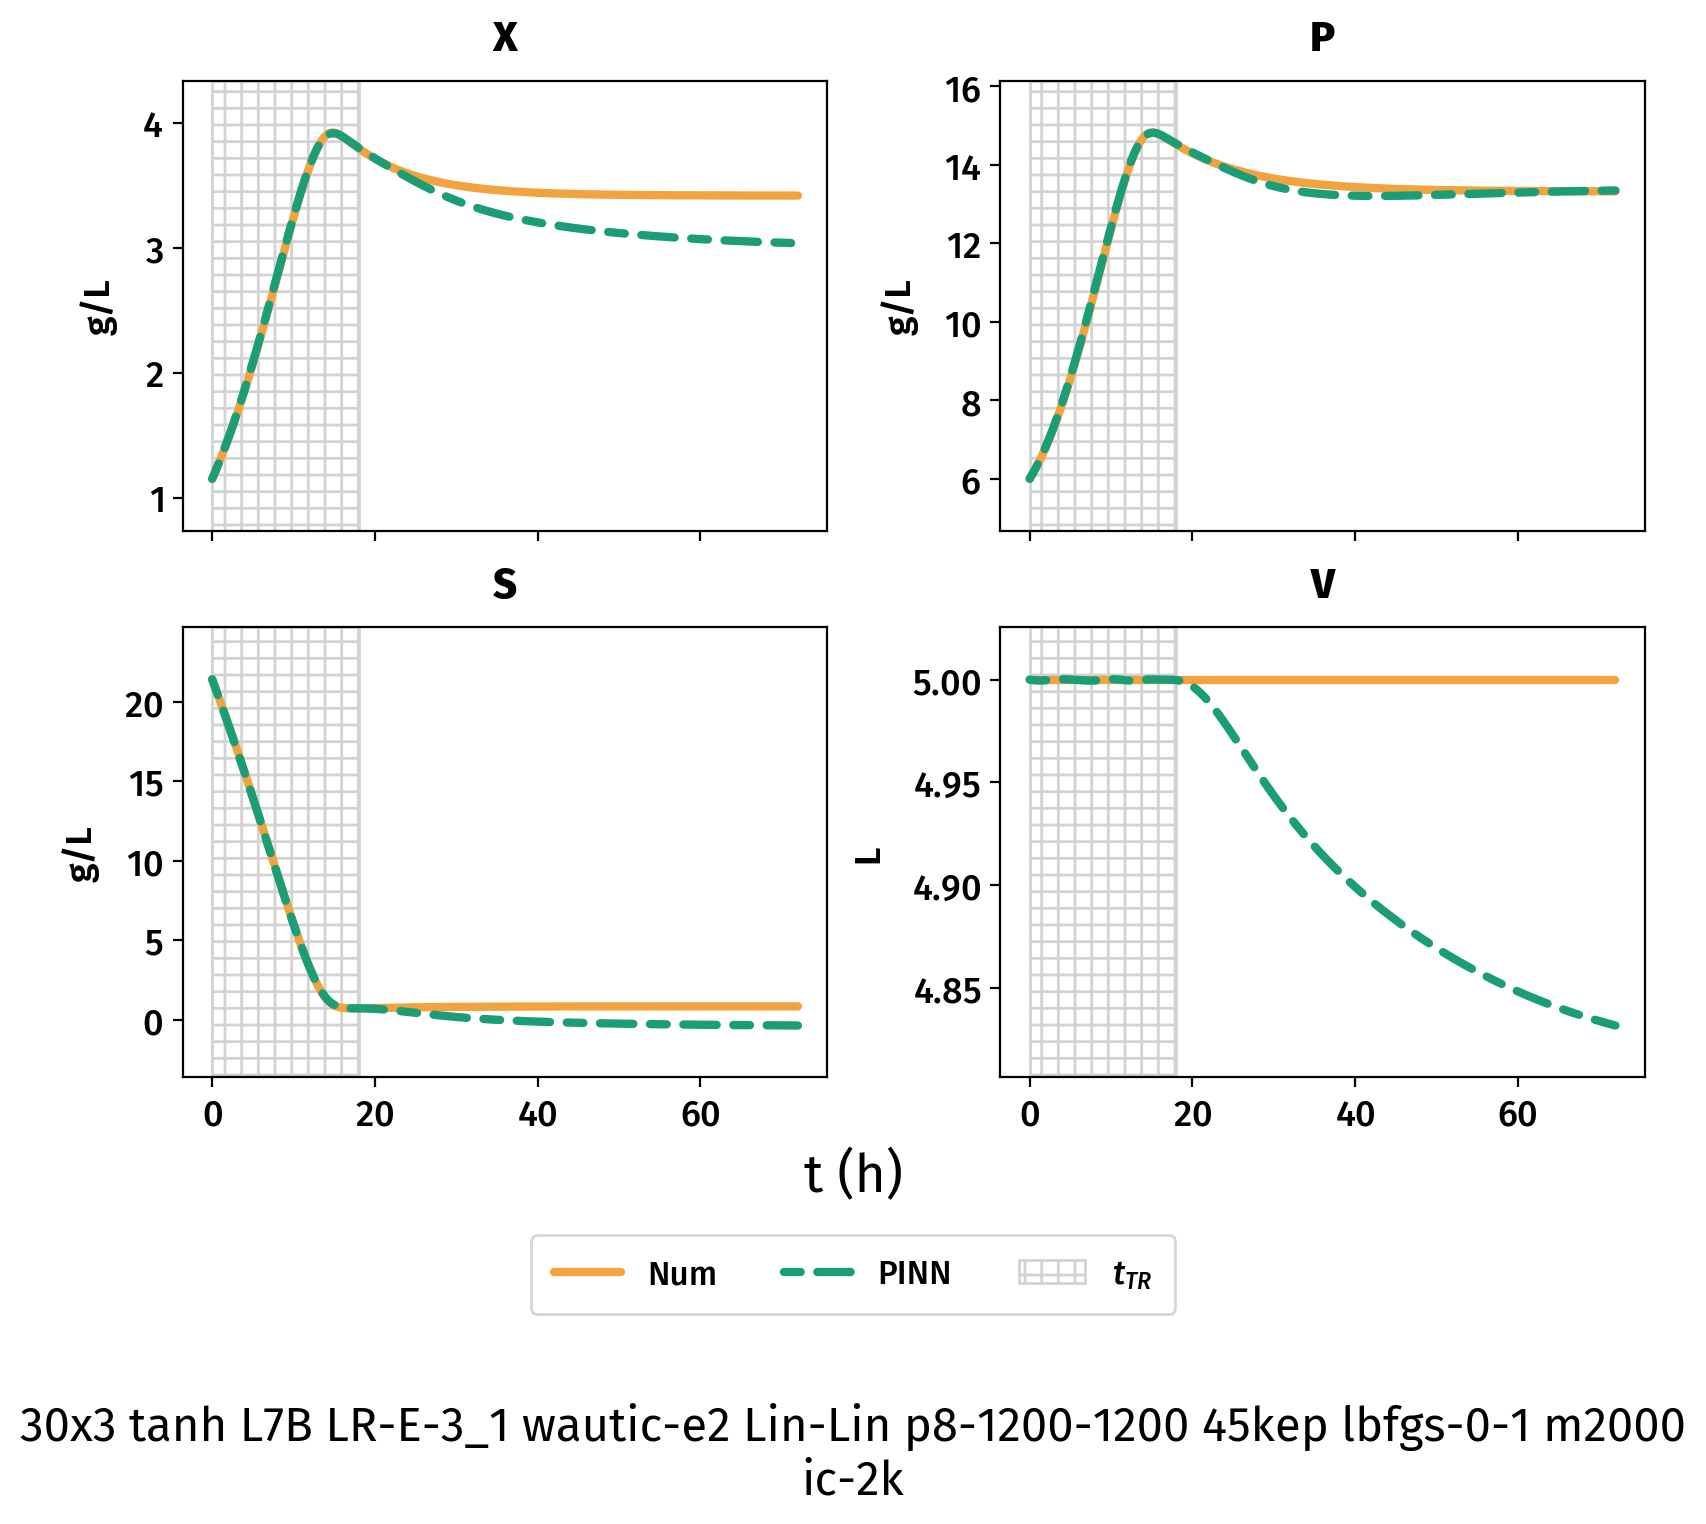 X
P
4
3
2
1
g/L
16
14
12
10
8
6
g/L
S
V
20
15
10
5
0
g/L
0 20 40 60
5.00
4.95
4.90
4.85
L
0 20 40 60
t (h)
Num PINN tTR
30x3 tanh L7B LR-E-3_1 wautic-e2 Lin-Lin p8-1200-1200 45kep lbfgs-0-1 m2000
ic-2k